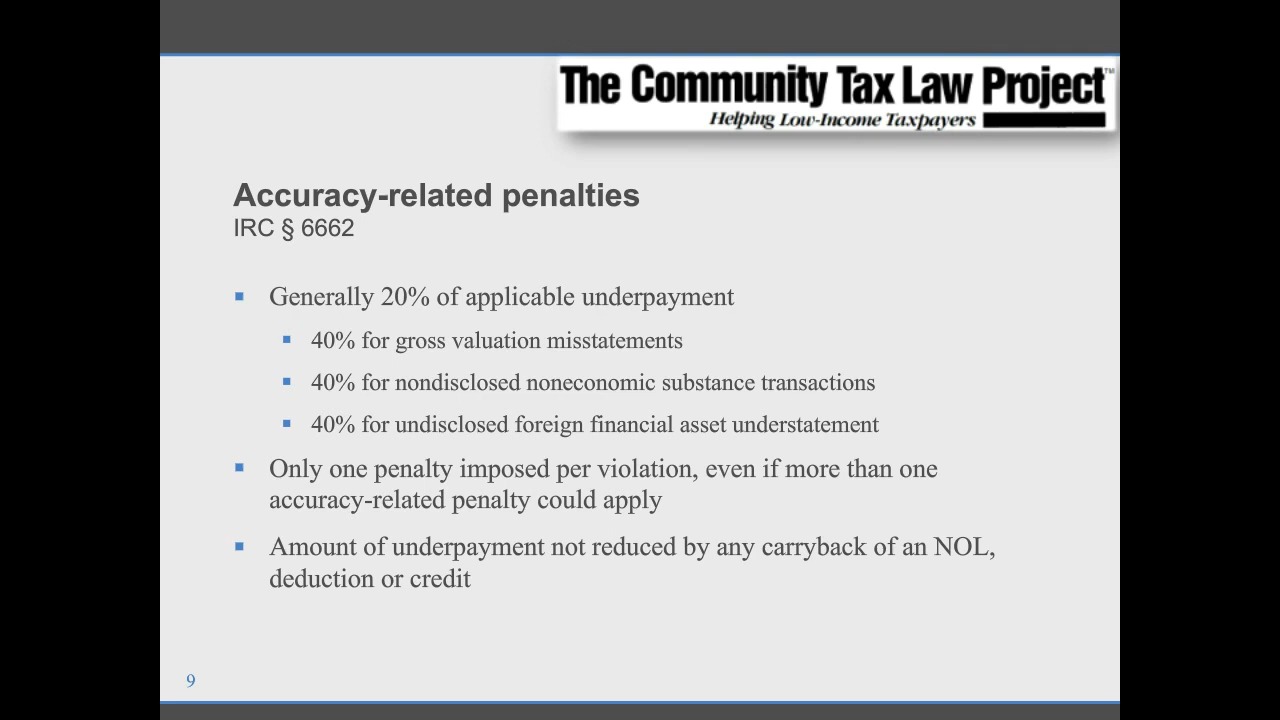 The Community Tax Law Project™
Helping Low-Income Taxpayers
Accuracy-related penalties
IRC § 6662
▪ Generally 20% of applicable underpayment
▪ 40% for gross valuation misstatements
▪ 40% for nondisclosed noneconomic substance transactions
▪ 40% for undisclosed foreign financial asset understatement
▪ Only one penalty imposed per violation, even if more than one
accuracy-related penalty could apply
▪ Amount of underpayment not reduced by any carryback of an NOL,
deduction or credit
9